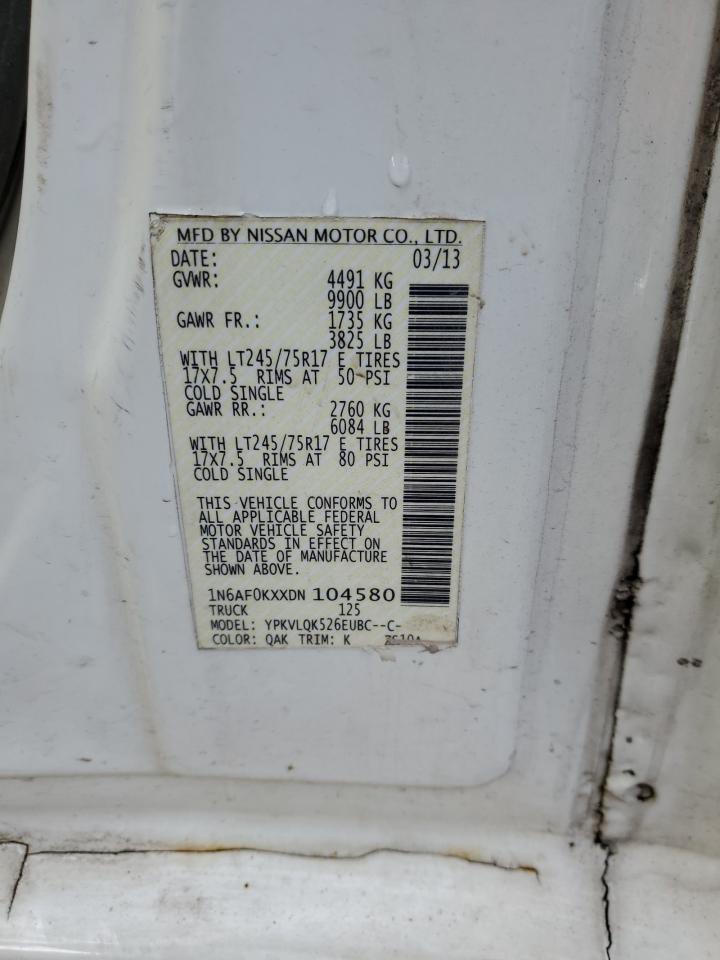 MFD BY NISSAN MOTOR CO., LTD.
DATE: 03/13
GVWR: 4491 KG
9900 LB
GAWR FR.: 1735 KG
3825 LB
WITH LT245/75R17 E TIRES
17X7.5 RIMS AT 50 PSI
COLD SINGLE
GAWR RR.: 2760 KG
6084 LB
WITH LT245/75R17 E TIRES
17X7.5 RIMS AT 80 PSI
COLD SINGLE
THIS VEHICLE CONFORMS TO
ALL APPLICABLE FEDERAL
MOTOR VEHICLE SAFETY
STANDARDS IN EFFECT ON
THE DATE OF MANUFACTURE
SHOWN ABOVE.
1N6AF0KXXDN 104580
TRUCK 125
MODEL: YPKVLQK526EUBC--C-
COLOR: QAK TRIM: K